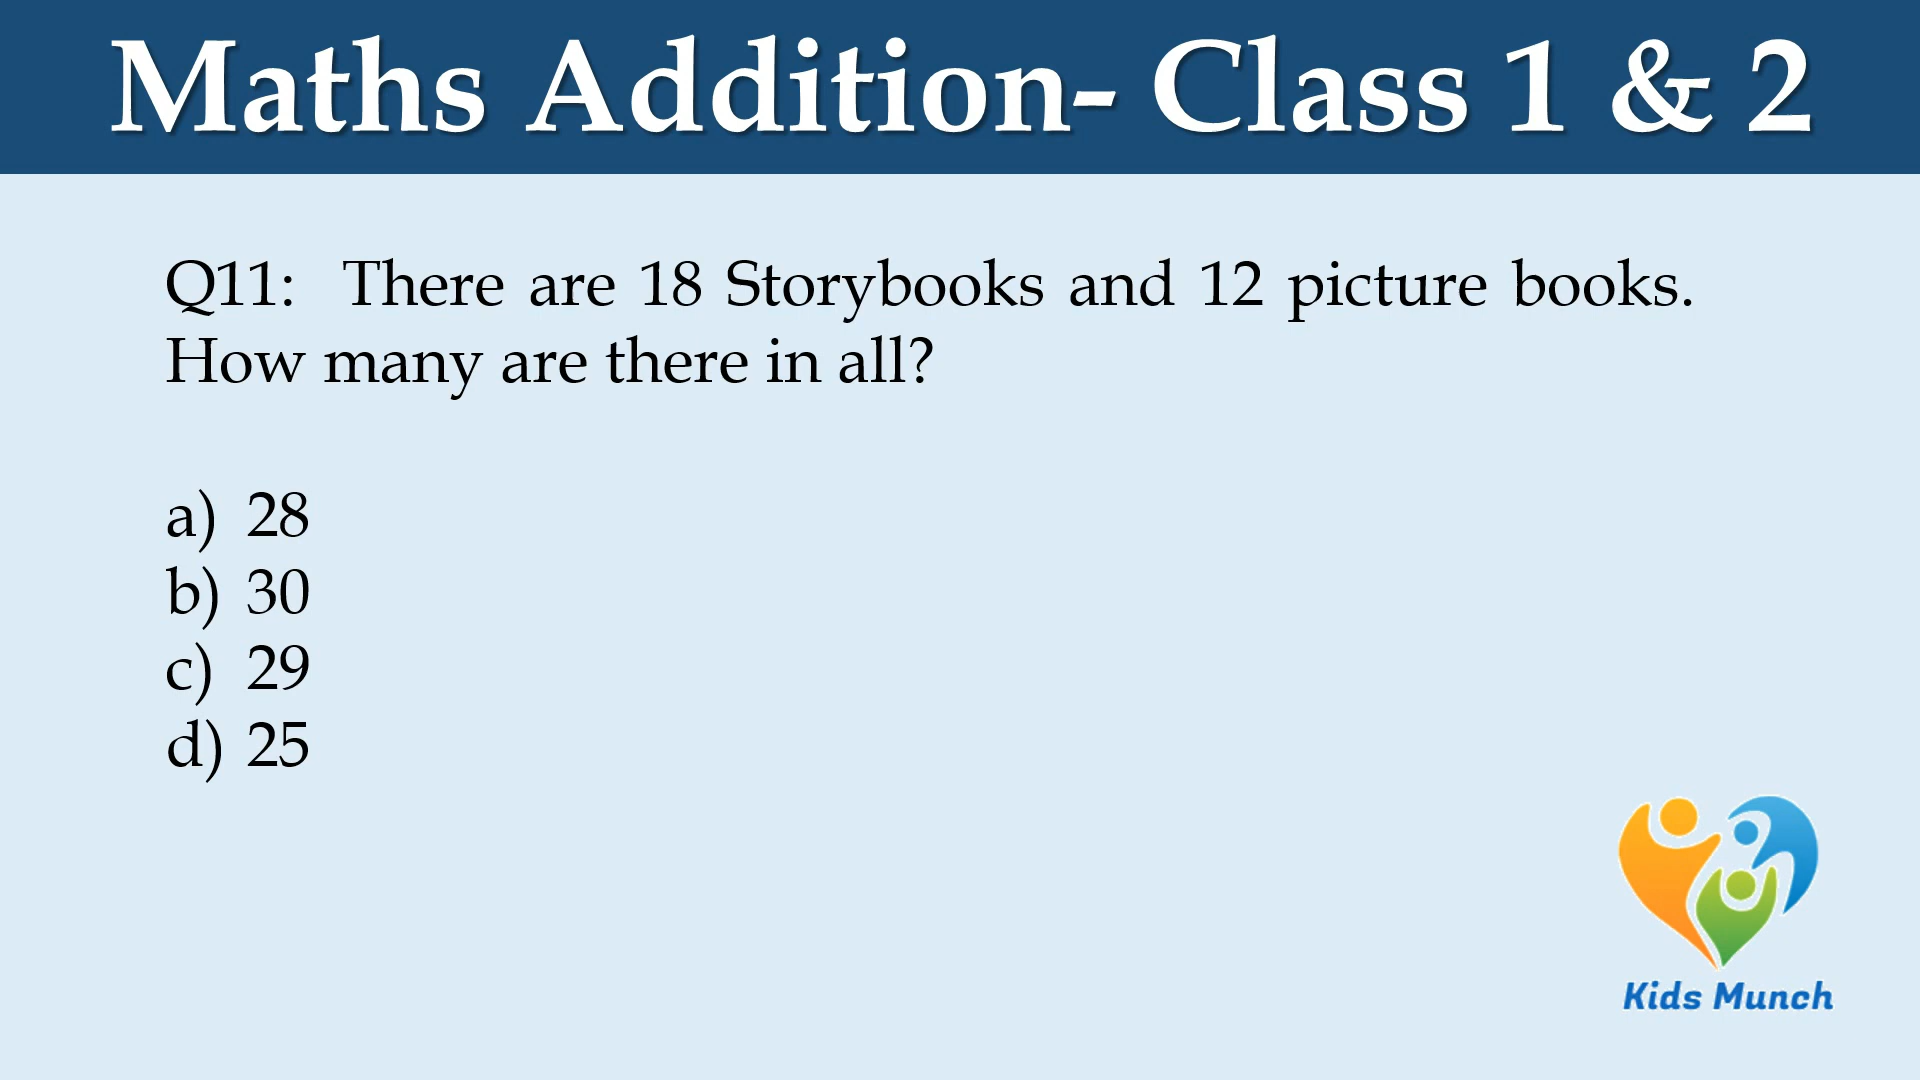 Maths Addition- Class 1 & 2
Q11: There are 18 Storybooks and 12 picture books.
How many are there in all?
a) 28
b) 30
c) 29
d) 25
Kids Munch